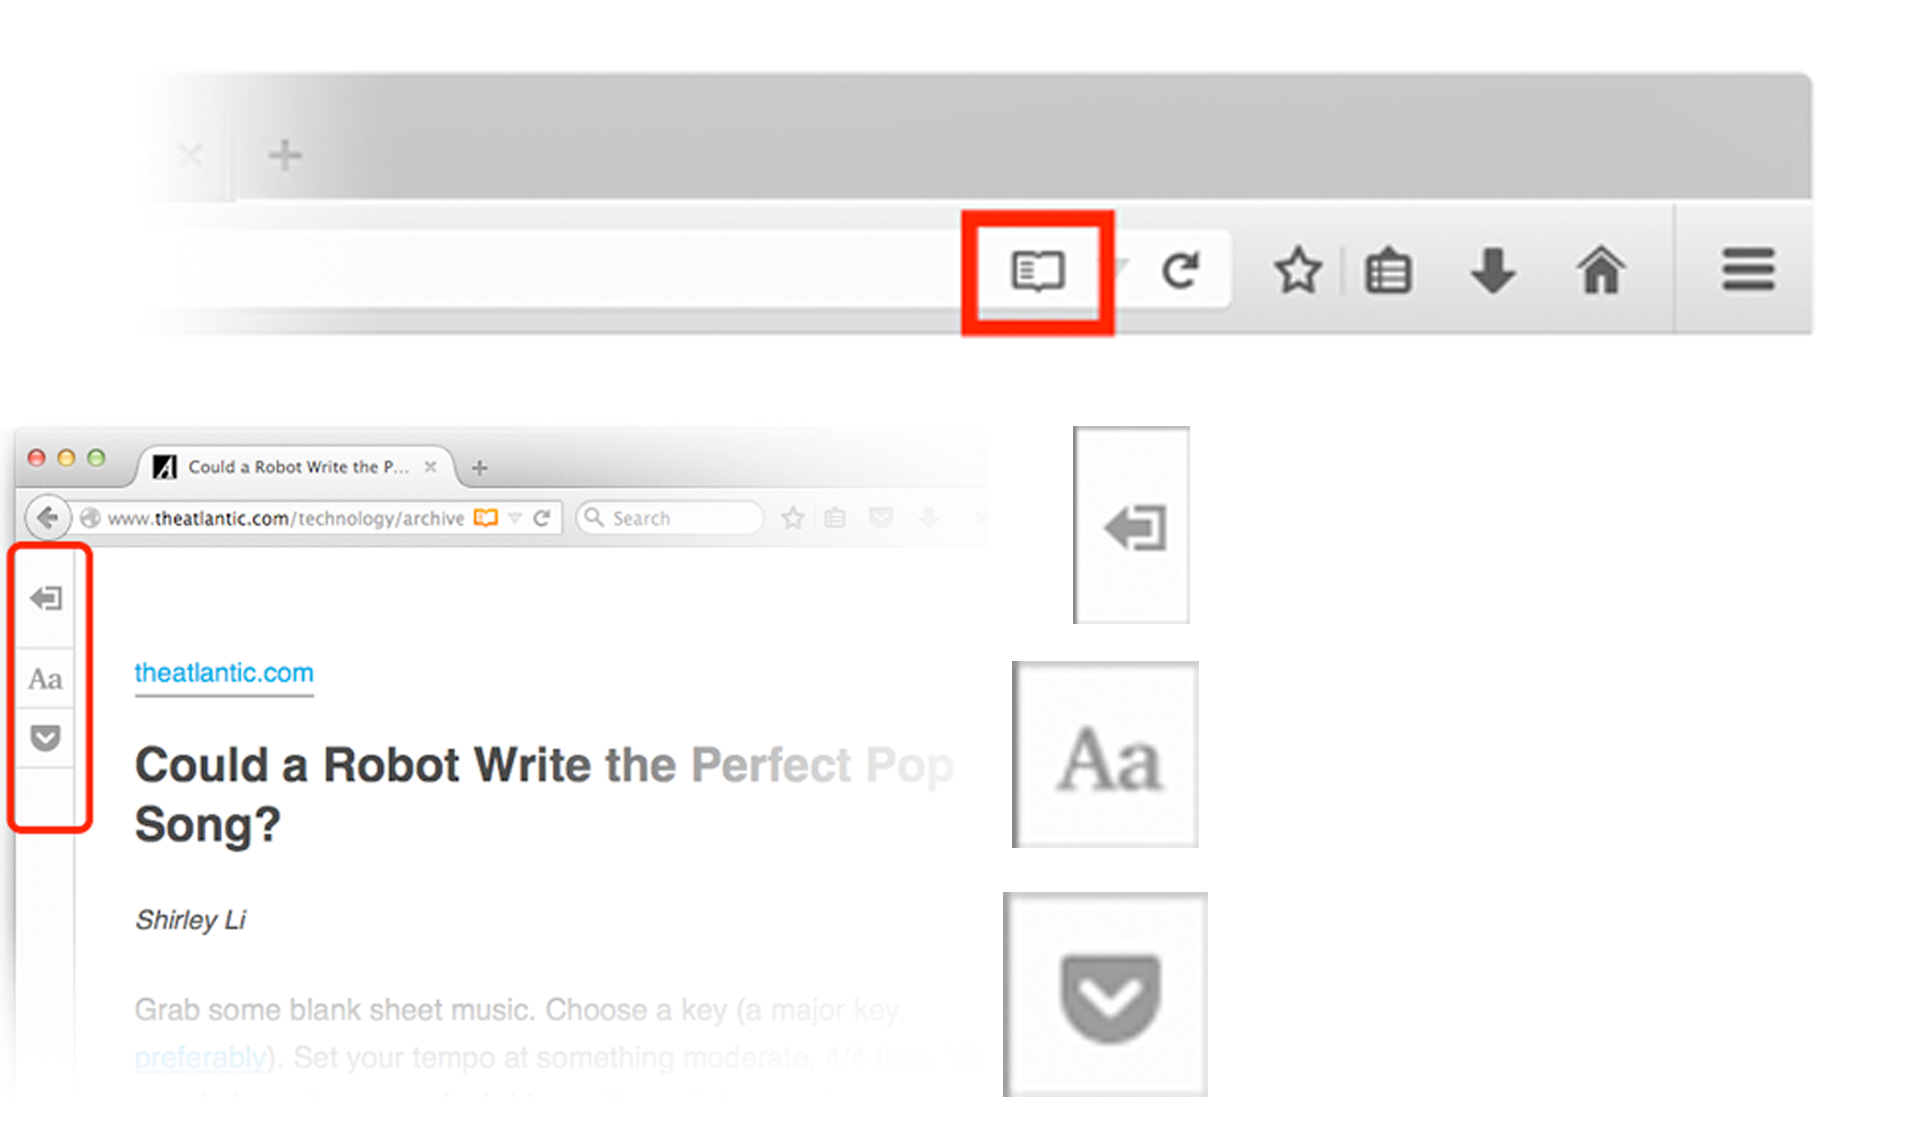 Could a Robot Write the P...
www.theatlantic.com/technology/archive
Search
Aa
theatlantic.com
Could a Robot Write the Perfect Pop
Song?
Shirley Li
Grab some blank sheet music. Choose a key (a major key,
preferably). Set your tempo at something moderate, 4/4 time.
Aa